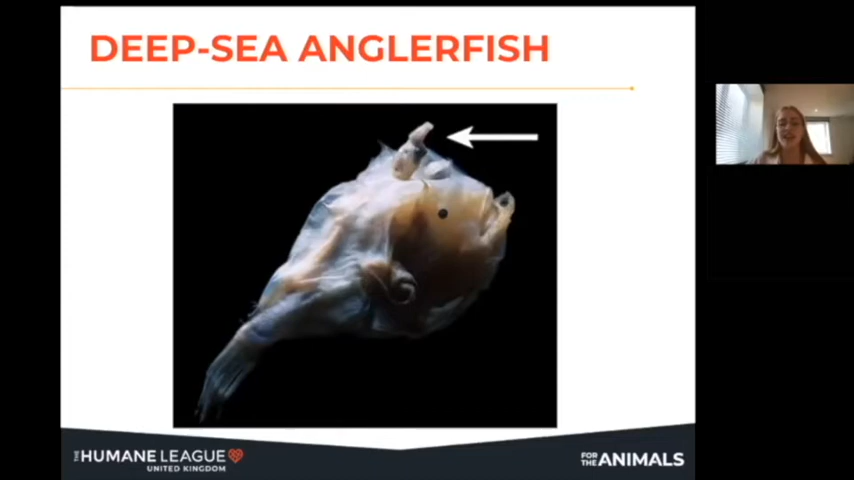 DEEP-SEA ANGLERFISH
THE HUMANE LEAGUE
UNITED KINGDOM
FOR THE ANIMALS